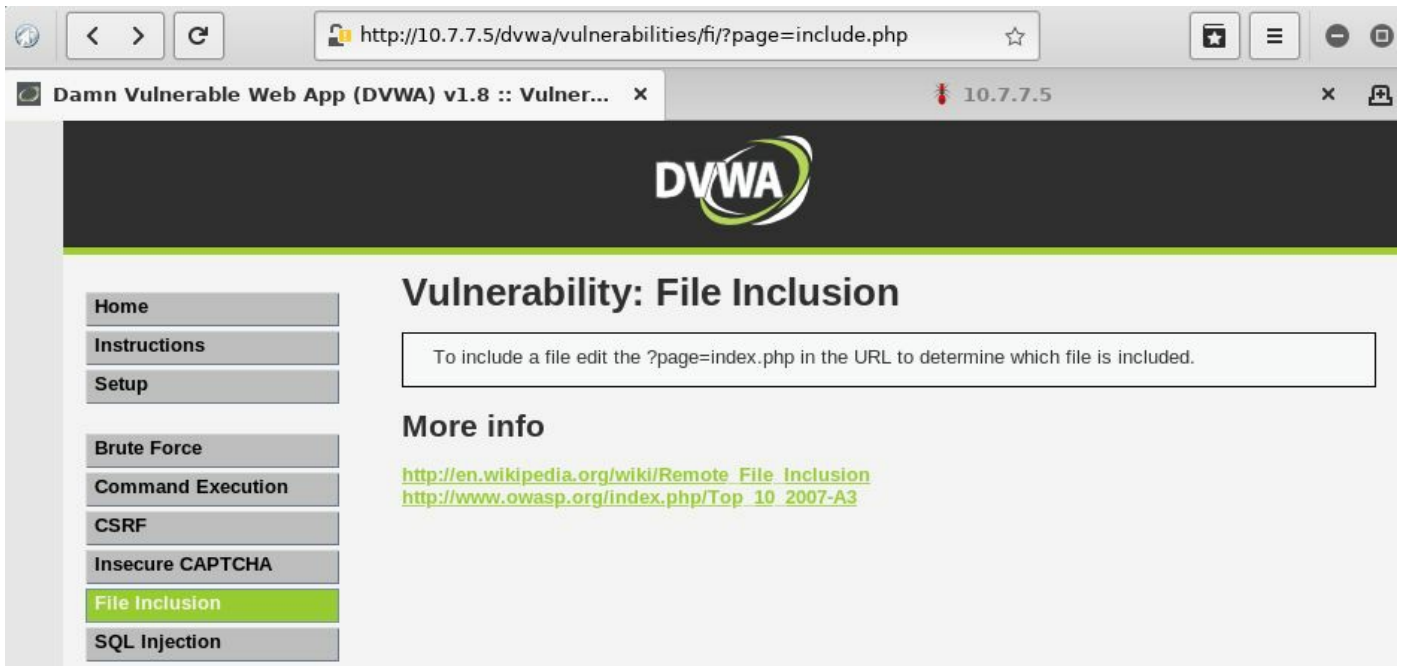 http://10.7.7.5/dvwa/vulnerabilities/fi/?page=include.php
Damn Vulnerable Web App (DVWA) v1.8 :: Vulner...
10.7.7.5
DVWA
Home
Instructions
Setup
Brute Force
Command Execution
CSRF
Insecure CAPTCHA
File Inclusion
SQL Injection
Vulnerability: File Inclusion
To include a file edit the ?page=index.php in the URL to determine which file is included.
More info
http://en.wikipedia.org/wiki/Remote_File_Inclusion
http://www.owasp.org/index.php/Top_10_2007-A3